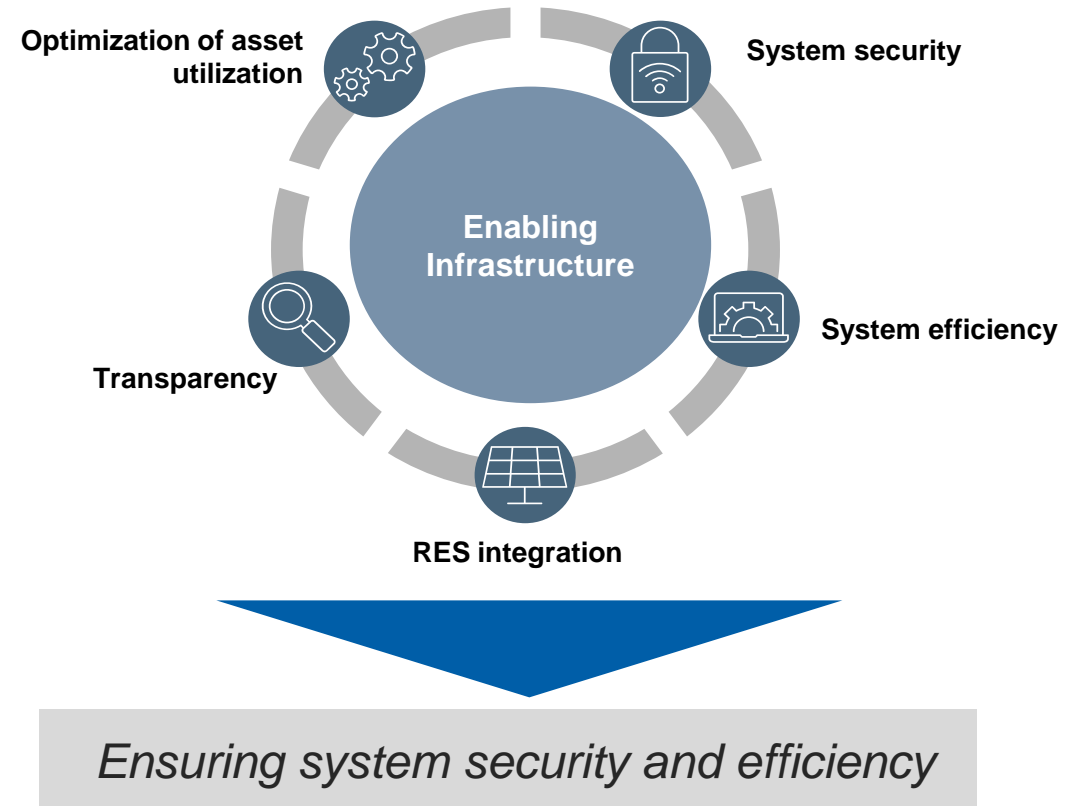 Optimization of asset
utilization
System security
Enabling
Infrastructure
System efficiency
Transparency
RES integration
Ensuring system security and efficiency